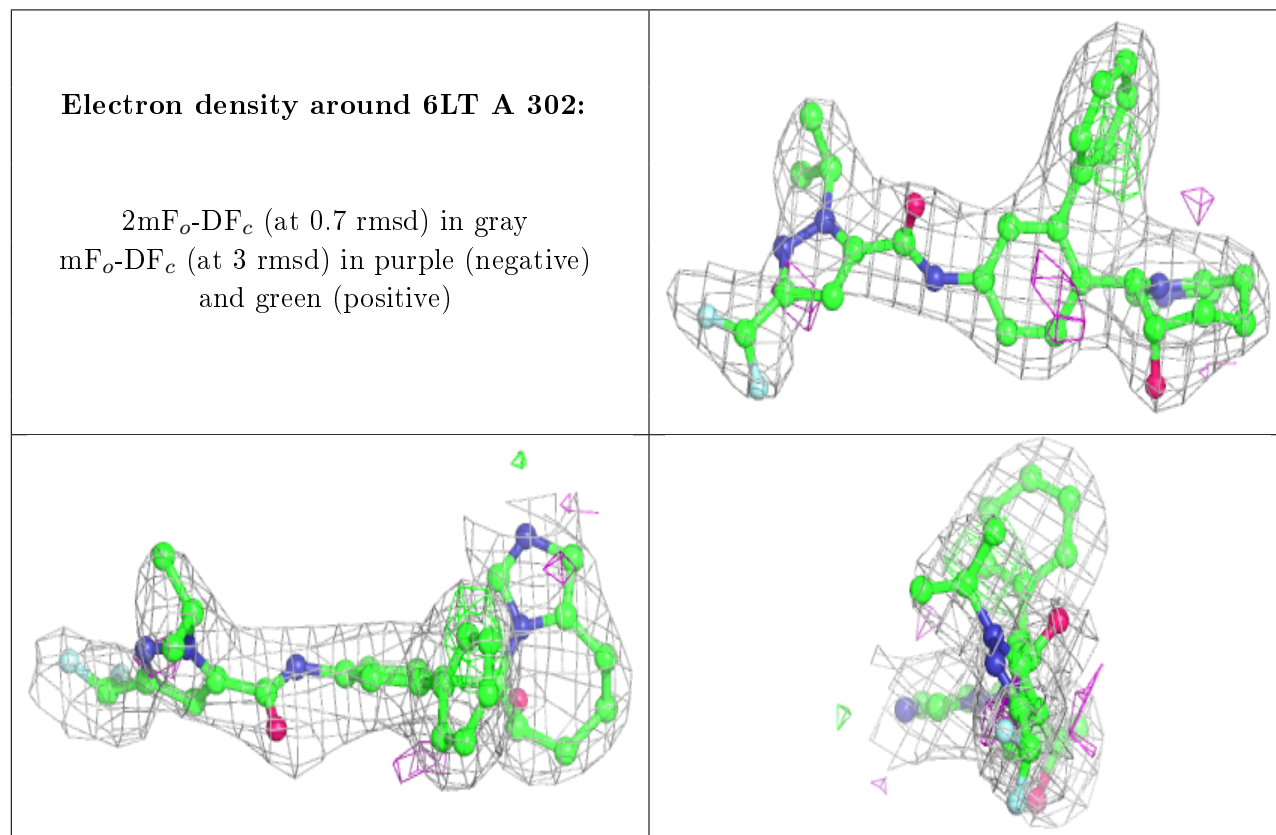 Electron density around 6LT A 302:
2mFₒ-DF𝒸 (at 0.7 rmsd) in gray
mFₒ-DF𝒸 (at 3 rmsd) in purple (negative)
and green (positive)